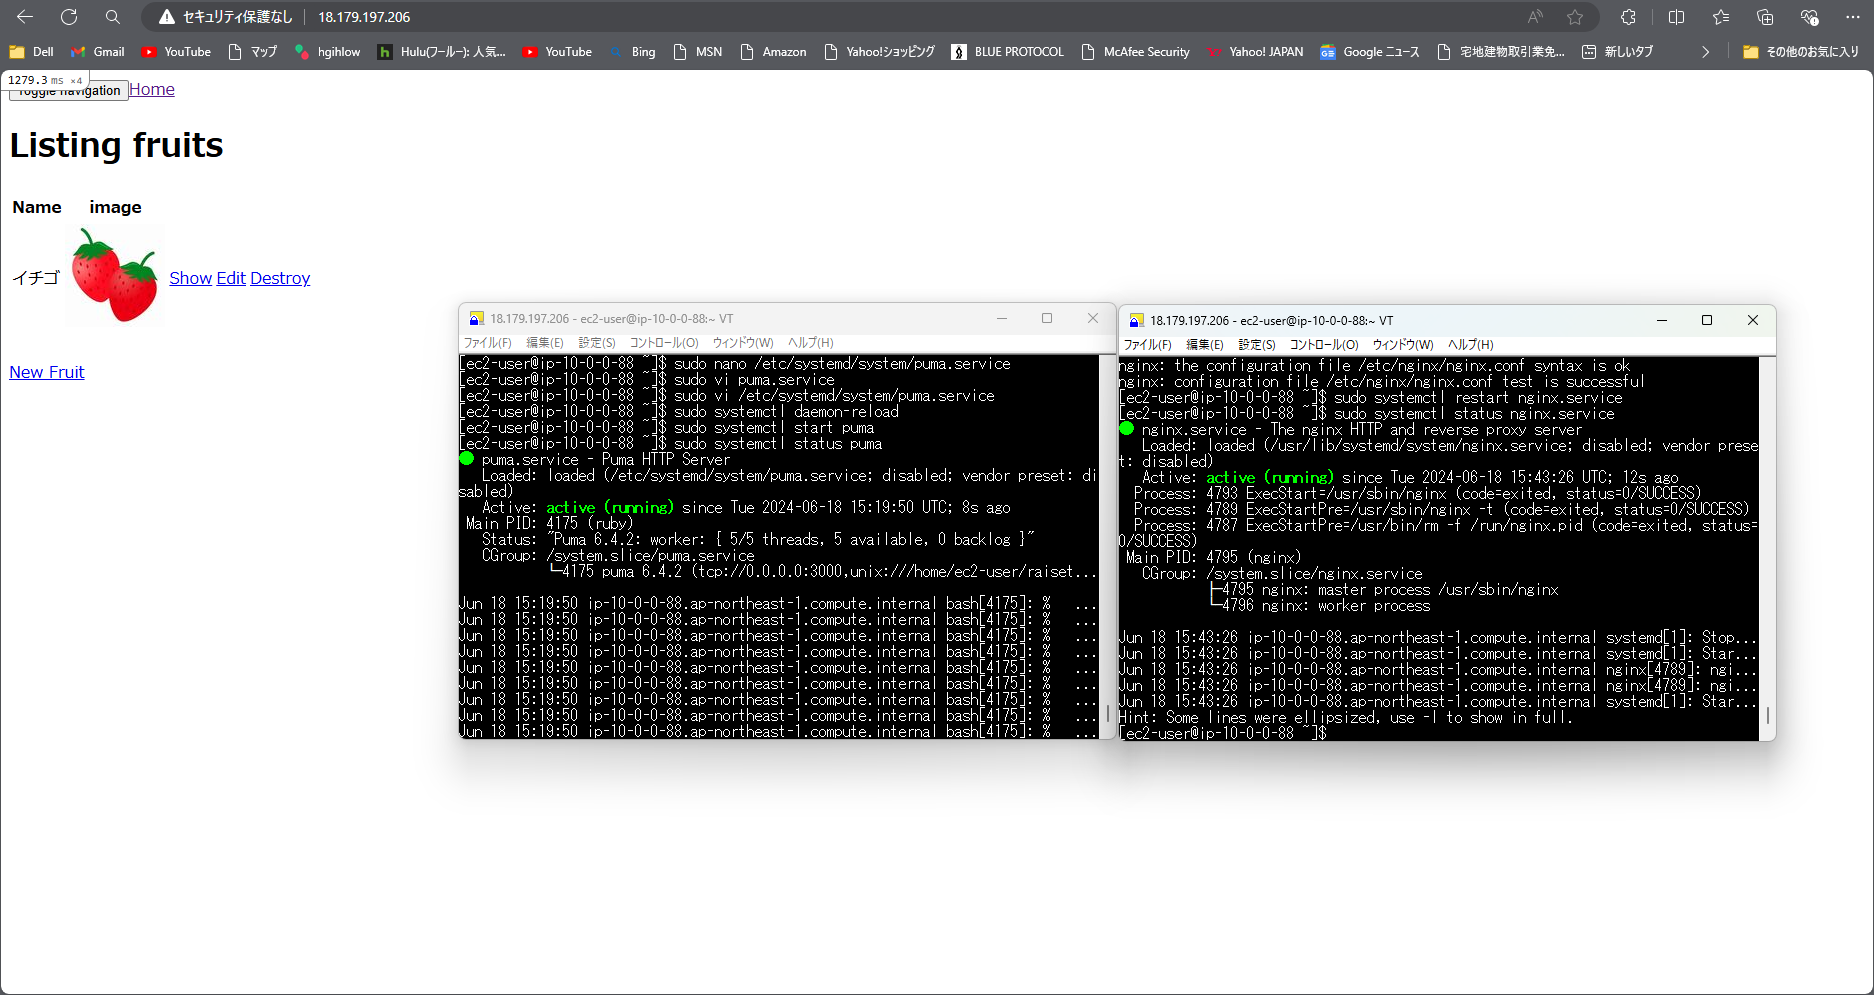 セキュリティ保護なし 18.179.197.206
Dell Gmail YouTube マップ hgihlow Hulu(フールー): 人気... YouTube Bing MSN Amazon Yahoo!ショッピング BLUE PROTOCOL McAfee Security Yahoo! JAPAN Google ニュース 宅地建物取引業免... 新しいタブ その他のお気に入り
1279.3 ms ×4
Toggle navigation Home
Listing fruits
Name image
イチゴ Show Edit Destroy
New Fruit
18.179.197.206 - ec2-user@ip-10-0-0-88:~ VT
ファイル(F) 編集(E) 設定(S) コントロール(O) ウィンドウ(W) ヘルプ(H)
[ec2-user@ip-10-0-0-88 ~]$ sudo nano /etc/systemd/system/puma.service
[ec2-user@ip-10-0-0-88 ~]$ sudo vi puma.service
[ec2-user@ip-10-0-0-88 ~]$ sudo vi /etc/systemd/system/puma.service
[ec2-user@ip-10-0-0-88 ~]$ sudo systemctl daemon-reload
[ec2-user@ip-10-0-0-88 ~]$ sudo systemctl start puma
[ec2-user@ip-10-0-0-88 ~]$ sudo systemctl status puma
● puma.service - Puma HTTP Server
Loaded: loaded (/etc/systemd/system/puma.service; disabled; vendor preset: di
sabled)
Active: active (running) since Tue 2024-06-18 15:19:50 UTC; 8s ago
Main PID: 4175 (ruby)
Status: "Puma 6.4.2: worker: { 5/5 threads, 5 available, 0 backlog }"
CGroup: /system.slice/puma.service
└─4175 puma 6.4.2 (tcp://0.0.0.0:3000,unix:///home/ec2-user/raiset...
Jun 18 15:19:50 ip-10-0-0-88.ap-northeast-1.compute.internal bash[4175]: % ...
Jun 18 15:19:50 ip-10-0-0-88.ap-northeast-1.compute.internal bash[4175]: % ...
Jun 18 15:19:50 ip-10-0-0-88.ap-northeast-1.compute.internal bash[4175]: % ...
Jun 18 15:19:50 ip-10-0-0-88.ap-northeast-1.compute.internal bash[4175]: % ...
Jun 18 15:19:50 ip-10-0-0-88.ap-northeast-1.compute.internal bash[4175]: % ...
Jun 18 15:19:50 ip-10-0-0-88.ap-northeast-1.compute.internal bash[4175]: % ...
Jun 18 15:19:50 ip-10-0-0-88.ap-northeast-1.compute.internal bash[4175]: % ...
Jun 18 15:19:50 ip-10-0-0-88.ap-northeast-1.compute.internal bash[4175]: % ...
Jun 18 15:19:50 ip-10-0-0-88.ap-northeast-1.compute.internal bash[4175]: % ...
18.179.197.206 - ec2-user@ip-10-0-0-88:~ VT
ファイル(F) 編集(E) 設定(S) コントロール(O) ウィンドウ(W) ヘルプ(H)
nginx: the configuration file /etc/nginx/nginx.conf syntax is ok
nginx: configuration file /etc/nginx/nginx.conf test is successful
[ec2-user@ip-10-0-0-88 ~]$ sudo systemctl restart nginx.service
[ec2-user@ip-10-0-0-88 ~]$ sudo systemctl status nginx.service
● nginx.service - The nginx HTTP and reverse proxy server
Loaded: loaded (/usr/lib/systemd/system/nginx.service; disabled; vendor prese
t: disabled)
Active: active (running) since Tue 2024-06-18 15:43:26 UTC; 12s ago
Process: 4793 ExecStart=/usr/sbin/nginx (code=exited, status=0/SUCCESS)
Process: 4789 ExecStartPre=/usr/sbin/nginx -t (code=exited, status=0/SUCCESS)
Process: 4787 ExecStartPre=/usr/bin/rm -f /run/nginx.pid (code=exited, status=
0/SUCCESS)
Main PID: 4795 (nginx)
CGroup: /system.slice/nginx.service
├─4795 nginx: master process /usr/sbin/nginx
└─4796 nginx: worker process
Jun 18 15:43:26 ip-10-0-0-88.ap-northeast-1.compute.internal systemd[1]: Stop...
Jun 18 15:43:26 ip-10-0-0-88.ap-northeast-1.compute.internal systemd[1]: Star...
Jun 18 15:43:26 ip-10-0-0-88.ap-northeast-1.compute.internal nginx[4789]: ngi...
Jun 18 15:43:26 ip-10-0-0-88.ap-northeast-1.compute.internal nginx[4789]: ngi...
Jun 18 15:43:26 ip-10-0-0-88.ap-northeast-1.compute.internal systemd[1]: Star...
Hint: Some lines were ellipsized, use -l to show in full.
[ec2-user@ip-10-0-0-88 ~]$